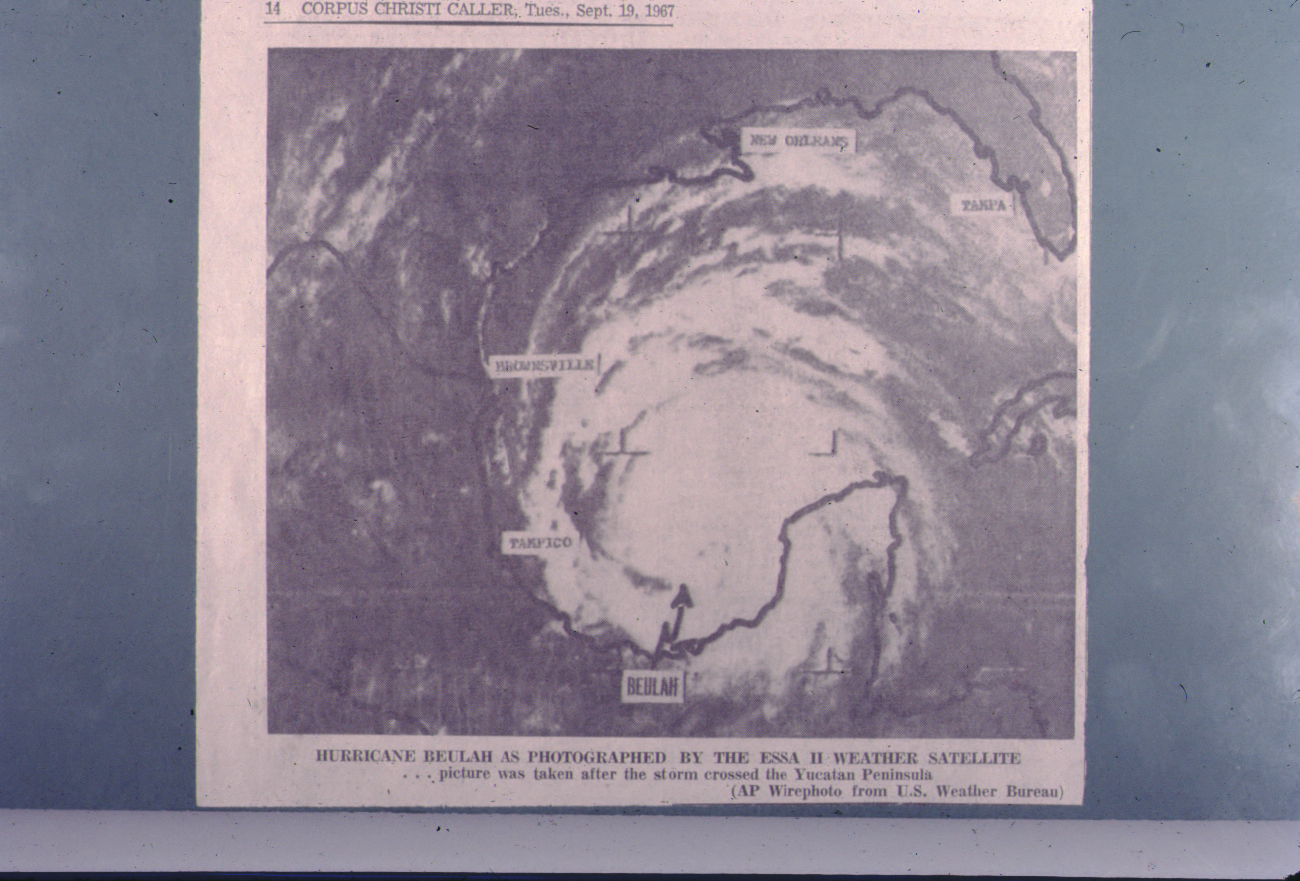 14 CORPUS CHRISTI CALLER, Tues., Sept. 19, 1967
NEW ORLEANS
TAMPA
BROWNSVILLE
TAMPICO
BEULAH
HURRICANE BEULAH AS PHOTOGRAPHED BY THE ESSA II WEATHER SATELLITE
. . . picture was taken after the storm crossed the Yucatan Peninsula
(AP Wirephoto from U.S. Weather Bureau)